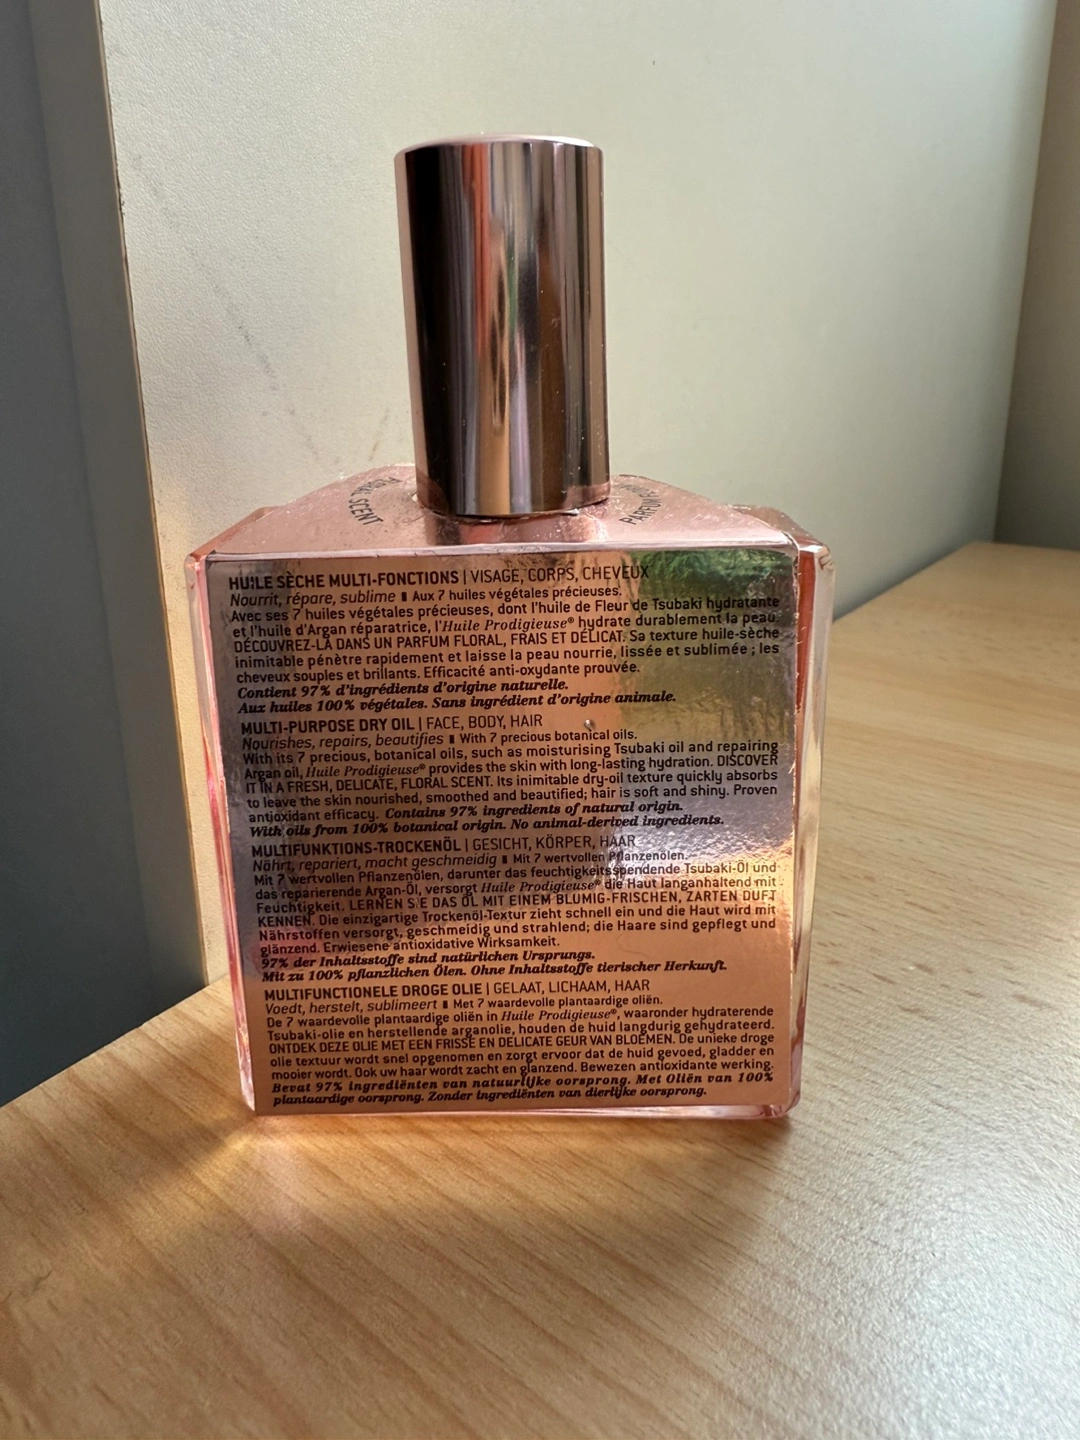 SCENT
PARFUM
HUILE SÈCHE MULTI-FONCTIONS | VISAGE, CORPS, CHEVEUX
Nourrit, répare, sublime ▮ Aux 7 huiles végétales précieuses.
Avec ses 7 huiles végétales précieuses, dont l'huile de Fleur de Tsubaki hydratante
et l'huile d'Argan réparatrice, l'Huile Prodigieuse® hydrate durablement la peau.
DÉCOUVREZ-LÀ DANS UN PARFUM FLORAL, FRAIS ET DÉLICAT. Sa texture huile-sèche
inimitable pénètre rapidement et laisse la peau nourrie, lissée et sublimée ; les
cheveux souples et brillants. Efficacité anti-oxydante prouvée.
Contient 97% d'ingrédients d'origine naturelle.
Aux huiles 100% végétales. Sans ingrédient d'origine animale.
MULTI-PURPOSE DRY OIL | FACE, BODY, HAIR
Nourishes, repairs, beautifies ▮ With 7 precious botanical oils.
With its 7 precious, botanical oils, such as moisturising Tsubaki oil and repairing
Argan oil, Huile Prodigieuse® provides the skin with long-lasting hydration. DISCOVER
IT IN A FRESH, DELICATE, FLORAL SCENT. Its inimitable dry-oil texture quickly absorbs
to leave the skin nourished, smoothed and beautified; hair is soft and shiny. Proven
antioxidant efficacy. Contains 97% ingredients of natural origin.
With oils from 100% botanical origin. No animal-derived ingredients.
MULTIFUNKTIONS-TROCKENÖL | GESICHT, KÖRPER, HAAR
Nährt, repariert, macht geschmeidig ▮ Mit 7 wertvollen Pflanzenölen.
Mit 7 wertvollen Pflanzenölen, darunter das feuchtigkeitsspendende Tsubaki-Öl und
das reparierende Argan-Öl, versorgt Huile Prodigieuse® die Haut langanhaltend mit
Feuchtigkeit. LERNEN SIE DAS ÖL MIT EINEM BLUMIG-FRISCHEN, ZARTEN DUFT
KENNEN. Die einzigartige Trockenöl-Textur zieht schnell ein und die Haut wird mit
Nährstoffen versorgt, geschmeidig und strahlend; die Haare sind gepflegt und
glänzend. Erwiesene antioxidative Wirksamkeit.
97% der Inhaltsstoffe sind natürlichen Ursprungs.
Mit zu 100% pflanzlichen Ölen. Ohne Inhaltsstoffe tierischer Herkunft.
MULTIFUNCTIONELE DROGE OLIE | GELAAT, LICHAAM, HAAR
Voedt, herstelt, sublimeert ▮ Met 7 waardevolle plantaardige oliën.
De 7 waardevolle plantaardige oliën in Huile Prodigieuse®, waaronder hydraterende
Tsubaki-olie en herstellende arganolie, houden de huid langdurig gehydrateerd.
ONTDEK DEZE OLIE MET EEN FRISSE EN DELICATE GEUR VAN BLOEMEN. De unieke droge
olie textuur wordt snel opgenomen en zorgt ervoor dat de huid gevoed, gladder en
mooier wordt. Ook uw haar wordt zacht en glanzend. Bewezen antioxidante werking.
Bevat 97% ingrediënten van natuurlijke oorsprong. Met Oliën van 100%
plantaardige oorsprong. Zonder ingrediënten van dierlijke oorsprong.